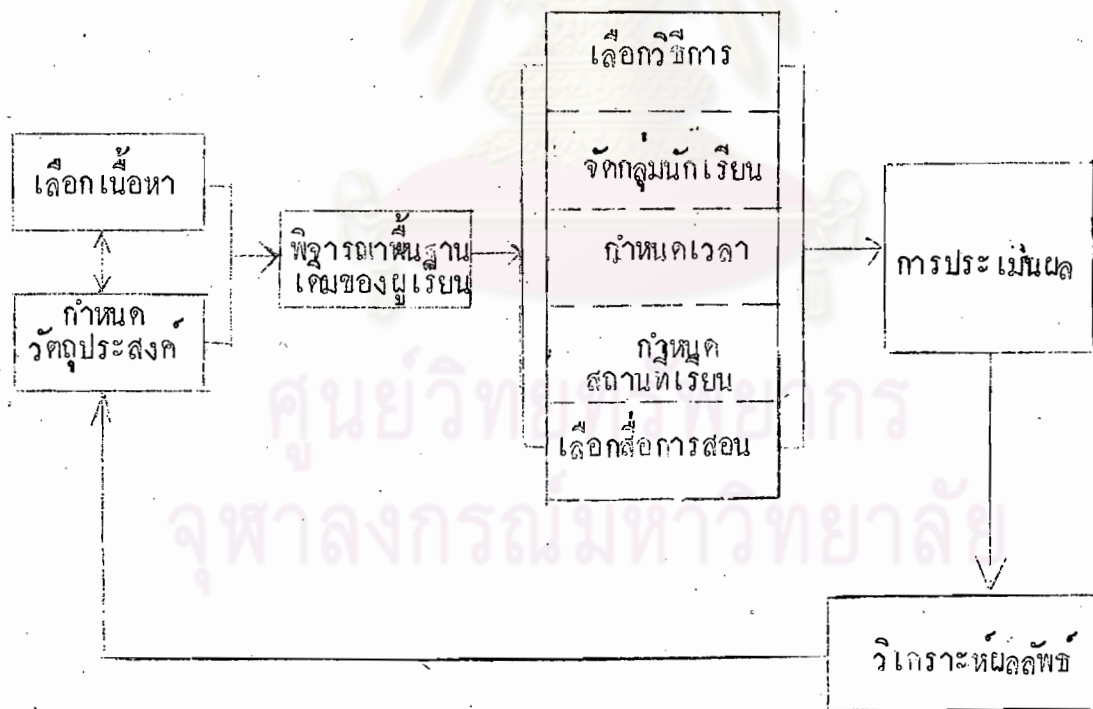 เลือกเนื้อหา
กำหนด
วัตถุประสงค์
พิจารณาพื้นฐาน
เดิมของผู้เรียน
เลือกวิธีการ
จัดกลุ่มนักเรียน
กำหนดเวลา
กำหนด
สถานที่เรียน
เลือกสื่อการสอน
การประเมินผล
วิเคราะห์ผลลัพธ์
ศูนย์วิทยทรัพยากร
จุฬาลงกรณ์มหาวิทยาลัย